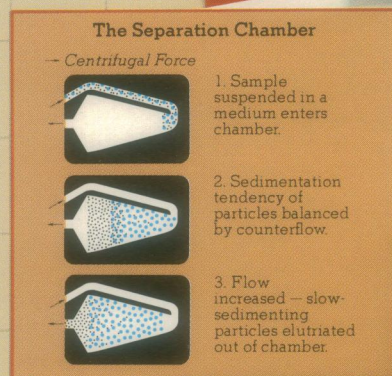 The Separation Chamber
→ Centrifugal Force
1. Sample
suspended in a
medium enters
chamber.
2. Sedimentation
tendency of
particles balanced
by counterflow.
3. Flow
increased — slow-
sedimenting
particles elutriated
out of chamber.